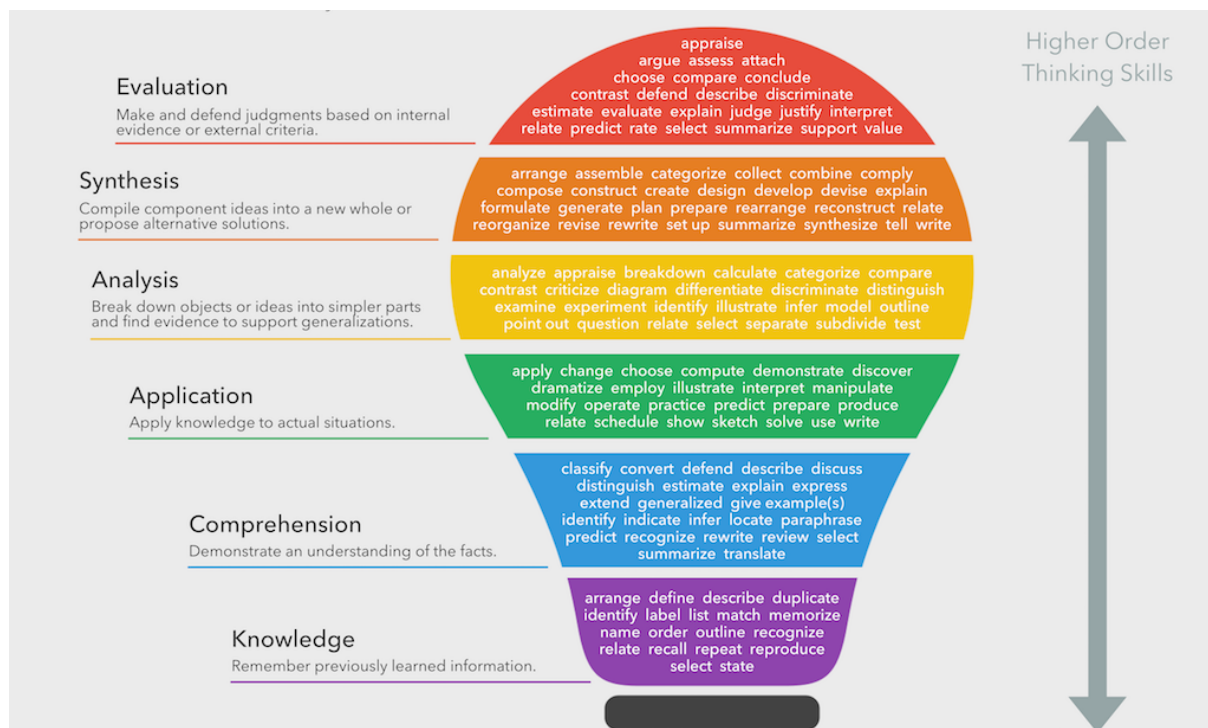 Higher Order
Thinking Skills
Evaluation
Make and defend judgments based on internal
evidence or external criteria.
appraise
argue assess attach
choose compare conclude
contrast defend describe discriminate
estimate evaluate explain judge justify interpret
relate predict rate select summarize support value
Synthesis
Compile component ideas into a new whole or
propose alternative solutions.
arrange assemble categorize collect combine comply
compose construct create design develop devise explain
formulate generate plan prepare rearrange reconstruct relate
reorganize revise rewrite set up summarize synthesize tell write
Analysis
Break down objects or ideas into simpler parts
and find evidence to support generalizations.
analyze appraise breakdown calculate categorize compare
contrast criticize diagram differentiate discriminate distinguish
examine experiment identify illustrate infer model outline
point out question relate select separate subdivide test
Application
Apply knowledge to actual situations.
apply change choose compute demonstrate discover
dramatize employ illustrate interpret manipulate
modify operate practice predict prepare produce
relate schedule show sketch solve use write
Comprehension
Demonstrate an understanding of the facts.
classify convert defend describe discuss
distinguish estimate explain express
extend generalized give example(s)
identify indicate infer locate paraphrase
predict recognize rewrite review select
summarize translate
Knowledge
Remember previously learned information.
arrange define describe duplicate
identify label list match memorize
name order outline recognize
relate recall repeat reproduce
select state